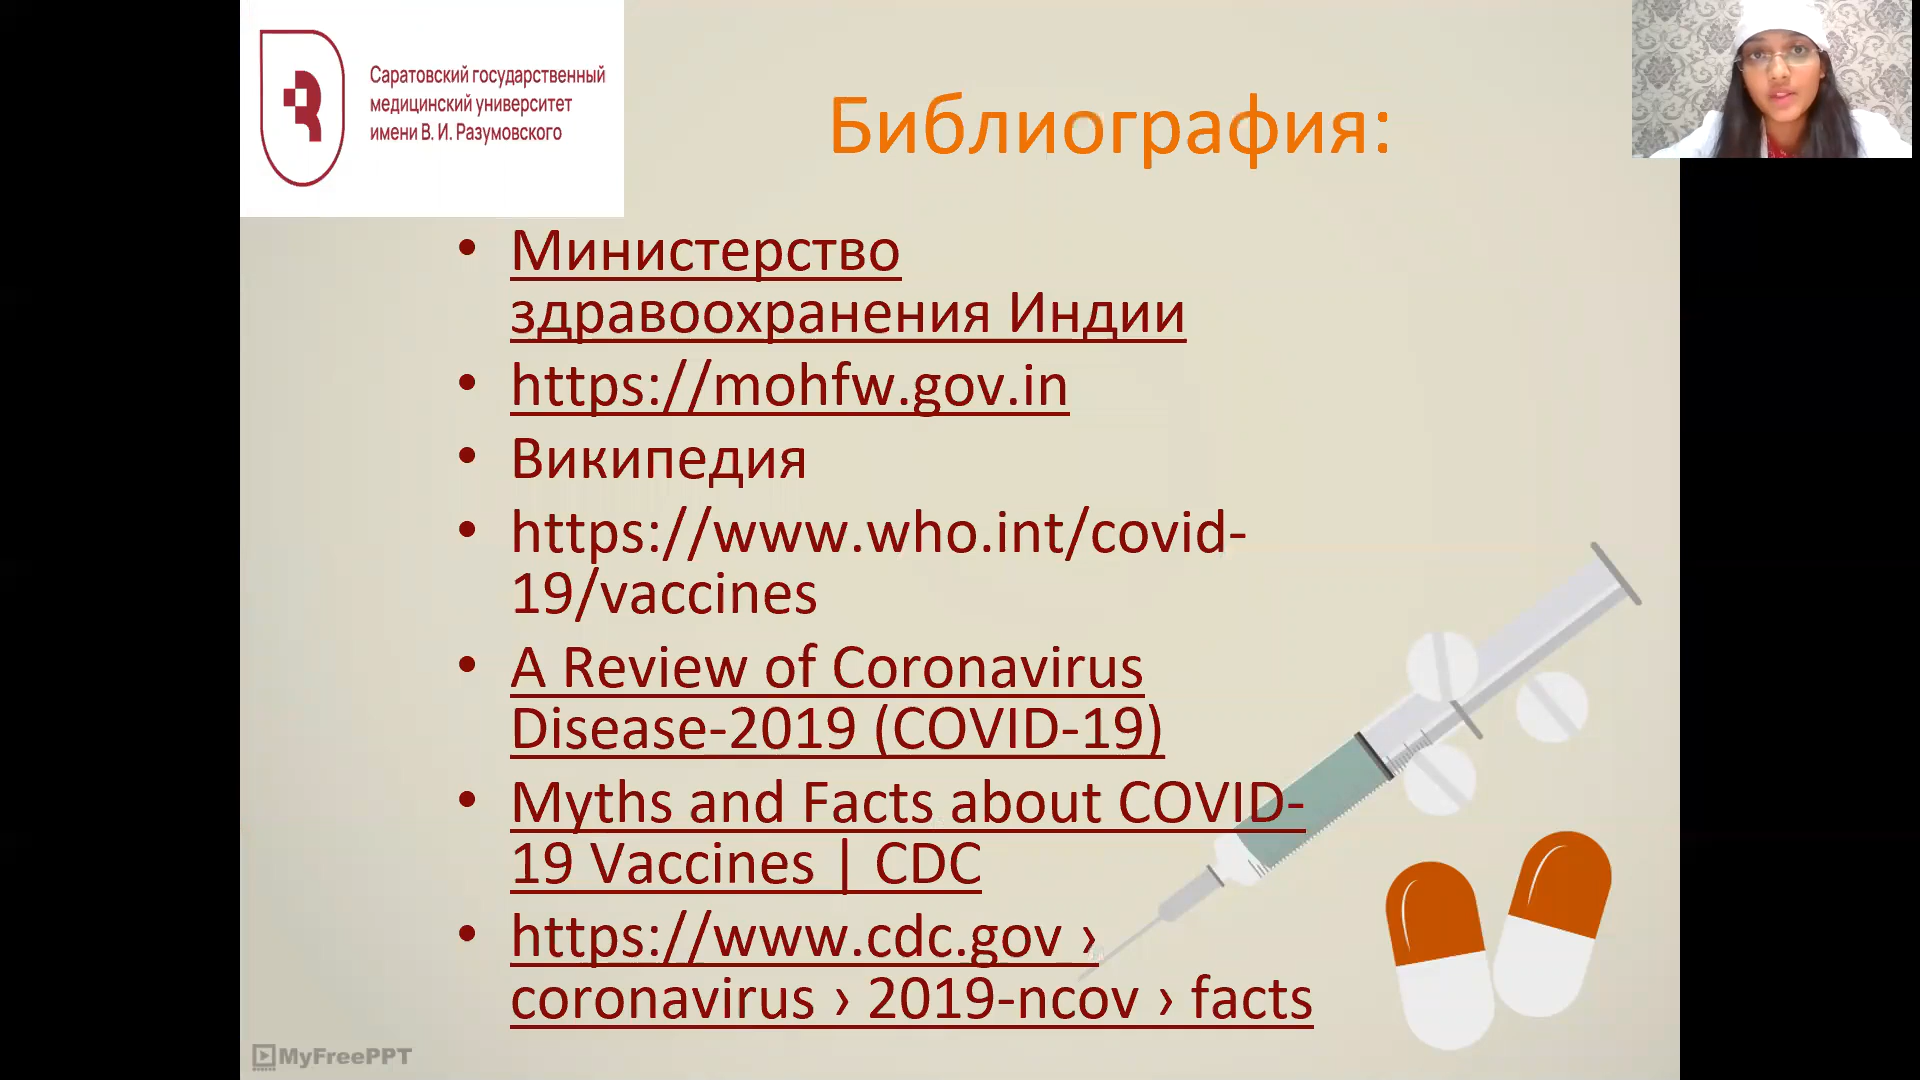 Саратовский государственный
медицинский университет
имени В. И. Разумовского
Библиография:
• Министерство
здравоохранения Индии
• https://mohfw.gov.in
• Википедия
• https://www.who.int/covid-
19/vaccines
• A Review of Coronavirus
Disease-2019 (COVID-19)
• Myths and Facts about COVID-
19 Vaccines | CDC
• https://www.cdc.gov ›
coronavirus › 2019-ncov › facts
MyFreePPT